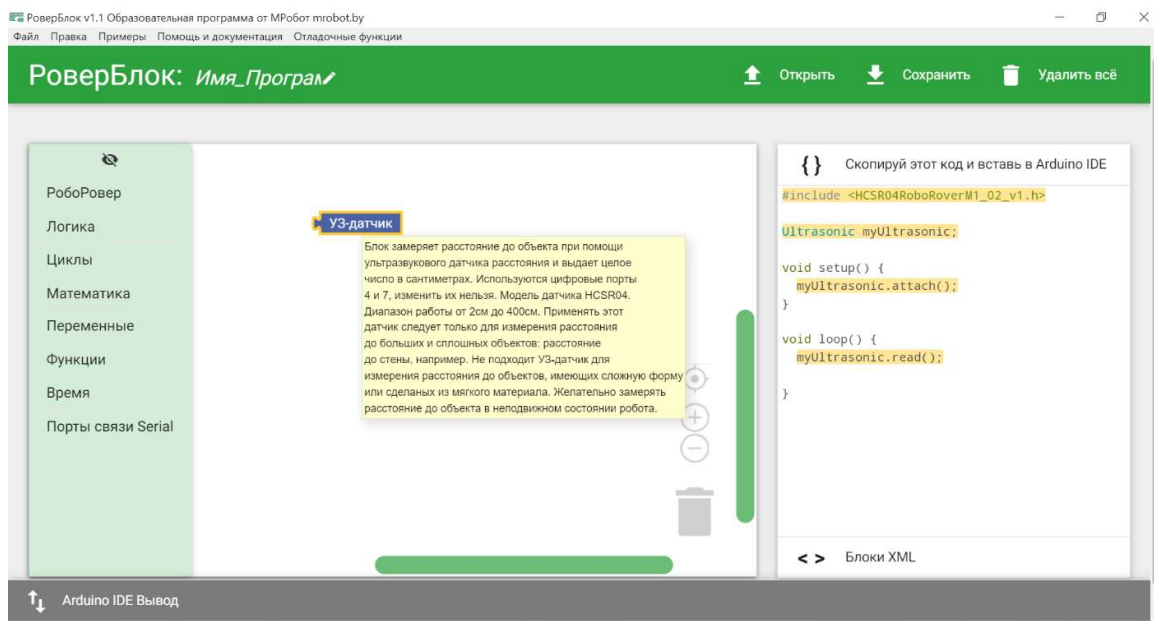 РоверБлок v1.1 Образовательная программа от МРобот mrobot.by
Файл Правка Примеры Помощь и документация Отладочные функции
РоверБлок: Имя_Програм
Открыть Сохранить Удалить всё
РобоРовер
Логика
Циклы
Математика
Переменные
Функции
Время
Порты связи Serial
УЗ-датчик
Блок замеряет расстояние до объекта при помощи
ультразвукового датчика расстояния и выдает целое
число в сантиметрах. Используются цифровые порты
4 и 7, изменить их нельзя. Модель датчика HCSR04.
Диапазон работы от 2см до 400см. Применять этот
датчик следует только для измерения расстояния
до больших и сплошных объектов: расстояние
до стены, например. Не подходит УЗ-датчик для
измерения расстояния до объектов, имеющих сложную форму
или сделаных из мягкого материала. Желательно замерять
расстояние до объекта в неподвижном состоянии робота.
{ } Скопируй этот код и вставь в Arduino IDE
#include <HCSR04RoboRoverM1_02_v1.h>
Ultrasonic myUltrasonic;
void setup() {
myUltrasonic.attach();
}
void loop() {
myUltrasonic.read();
}
< > Блоки XML
Arduino IDE Вывод